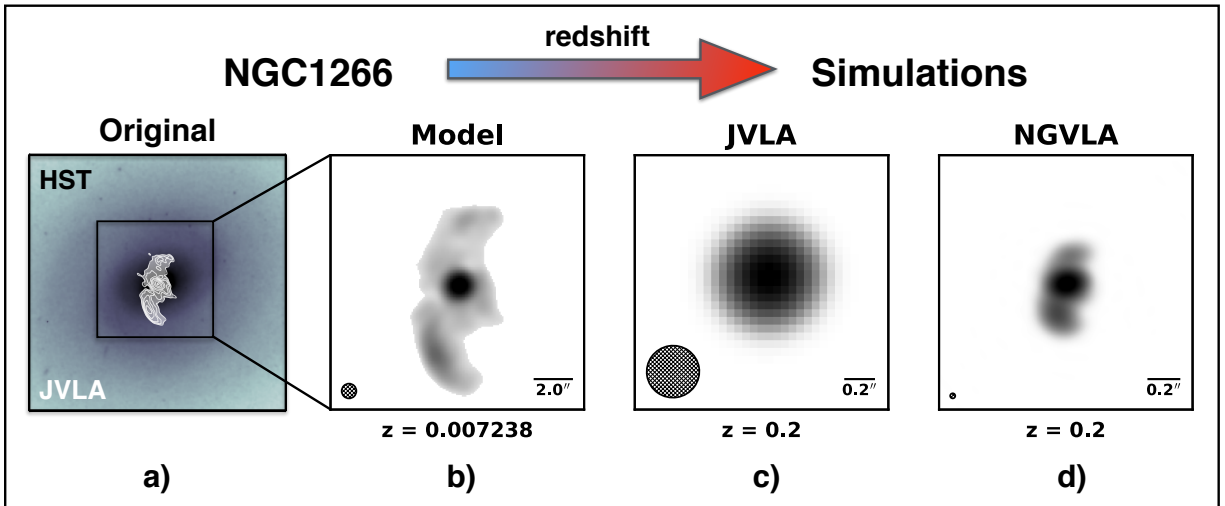 redshift
NGC1266
Simulations
Original
Model
JVLA
NGVLA
HST
JVLA
2.0″
0.2″
0.2″
z = 0.007238
z = 0.2
z = 0.2
a)
b)
c)
d)